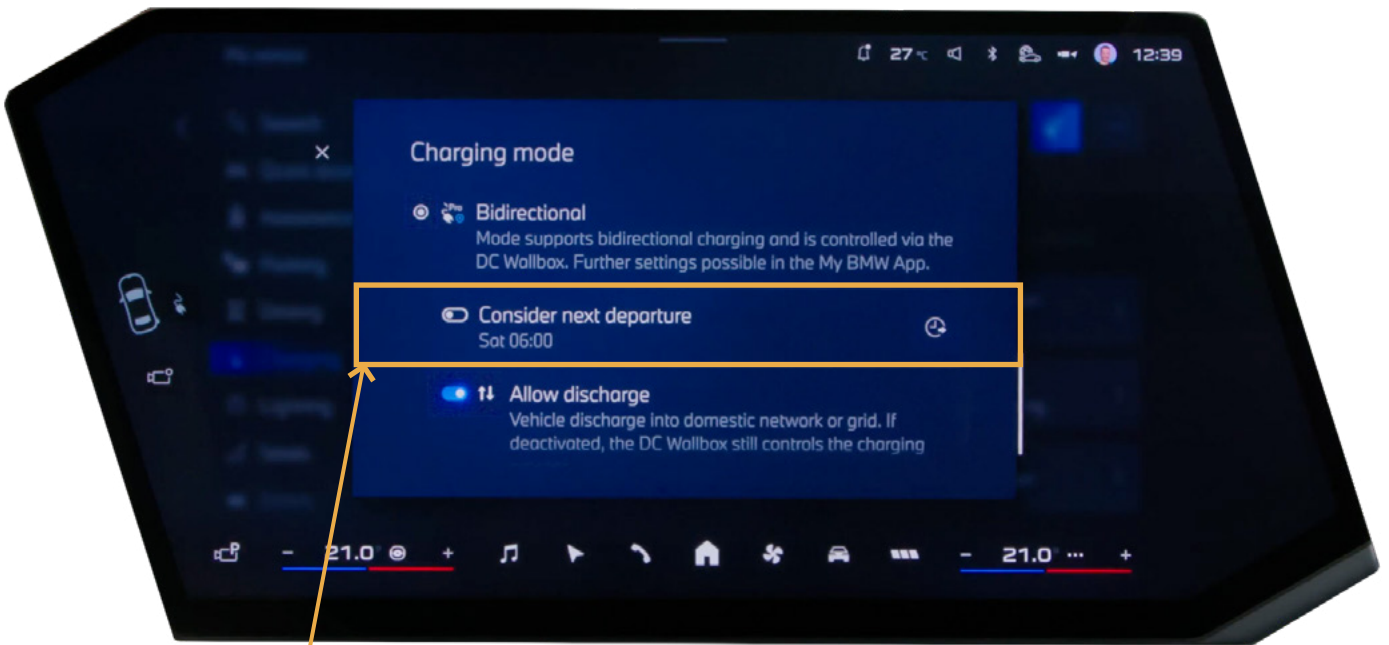 27 °C
12:39
Charging mode
Bidirectional
Mode supports bidirectional charging and is controlled via the
DC Wallbox. Further settings possible in the My BMW App.
Consider next departure
Sat 06:00
Allow discharge
Vehicle discharge into domestic network or grid. If
deactivated, the DC Wallbox still controls the charging
P - 21.0 + - 21.0 ... +